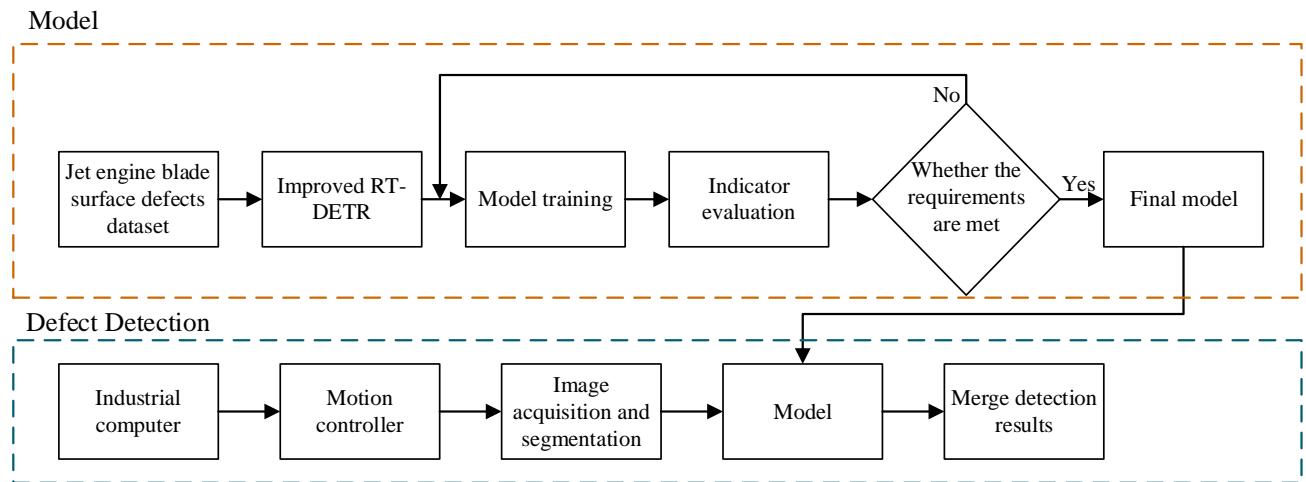 Model
No
Jet engine blade
surface defects
dataset
Improved RT-
DETR
Model training
Indicator
evaluation
Whether the
requirements
are met
Yes
Final model
Defect Detection
Industrial
computer
Motion
controller
Image
acquisition and
segmentation
Model
Merge detection
results